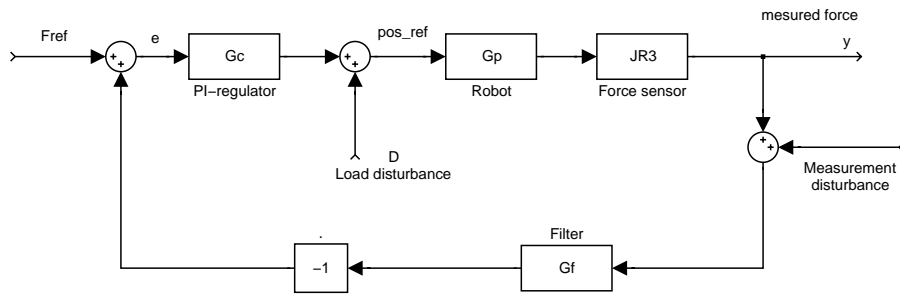 mesured force
Fref
e
pos_ref
y
+
+
Gc
+
+
Gp
JR3
PI−regulator
Robot
Force sensor
+
+
D
Load disturbance
Measurement
disturbance
.
Filter
−1
Gf